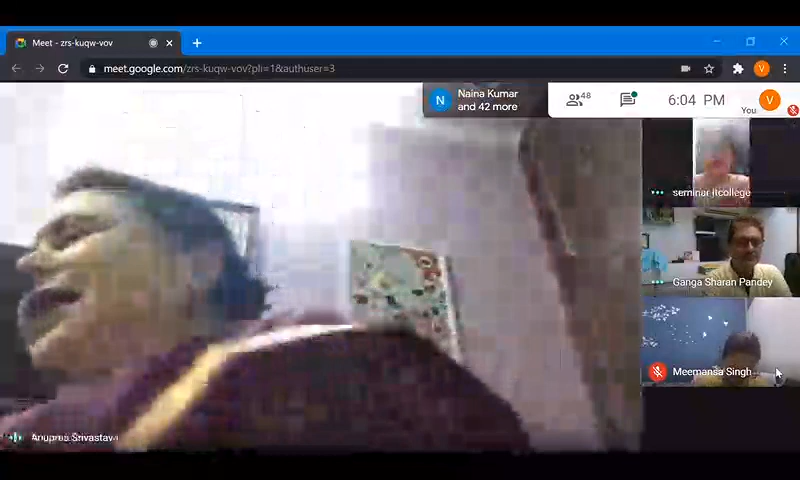 Meet - zrs-kuqw-vov
meet.google.com/zrs-kuqw-vov?pli=1&authuser=3
N
Naina Kumar
and 42 more
48
6:04 PM
You
V
V
seminar itcollege
Ganga Sharan Pandey
Meemansa Singh
Anupma Srivastava